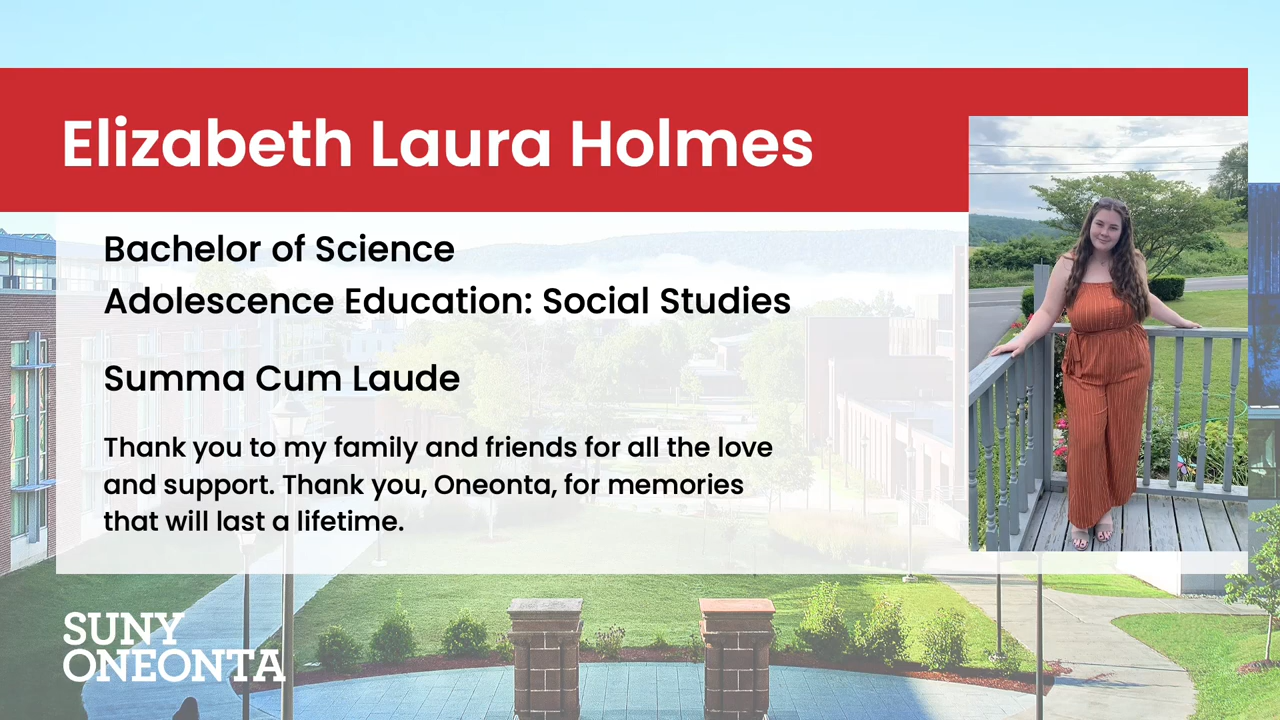 Elizabeth Laura Holmes
Bachelor of Science
Adolescence Education: Social Studies
Summa Cum Laude
Thank you to my family and friends for all the love
and support. Thank you, Oneonta, for memories
that will last a lifetime.
SUNY
ONEONTA